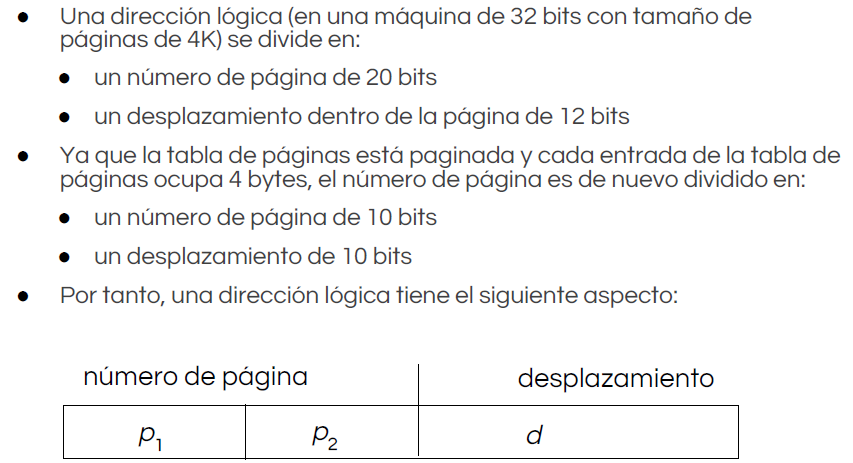 ● Una dirección lógica (en una máquina de 32 bits con tamaño de
páginas de 4K) se divide en:
● un número de página de 20 bits
● un desplazamiento dentro de la página de 12 bits
● Ya que la tabla de páginas está paginada y cada entrada de la tabla de
páginas ocupa 4 bytes, el número de página es de nuevo dividido en:
● un número de página de 10 bits
● un desplazamiento de 10 bits
● Por tanto, una dirección lógica tiene el siguiente aspecto:
número de página desplazamiento
p1 p2 d